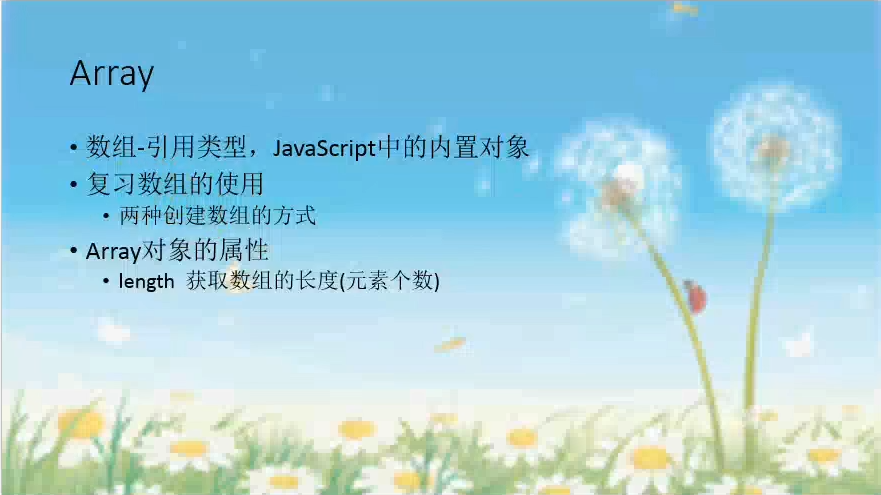 Array
• 数组-引用类型，JavaScript中的内置对象
• 复习数组的使用
• 两种创建数组的方式
• Array对象的属性
• length 获取数组的长度(元素个数)